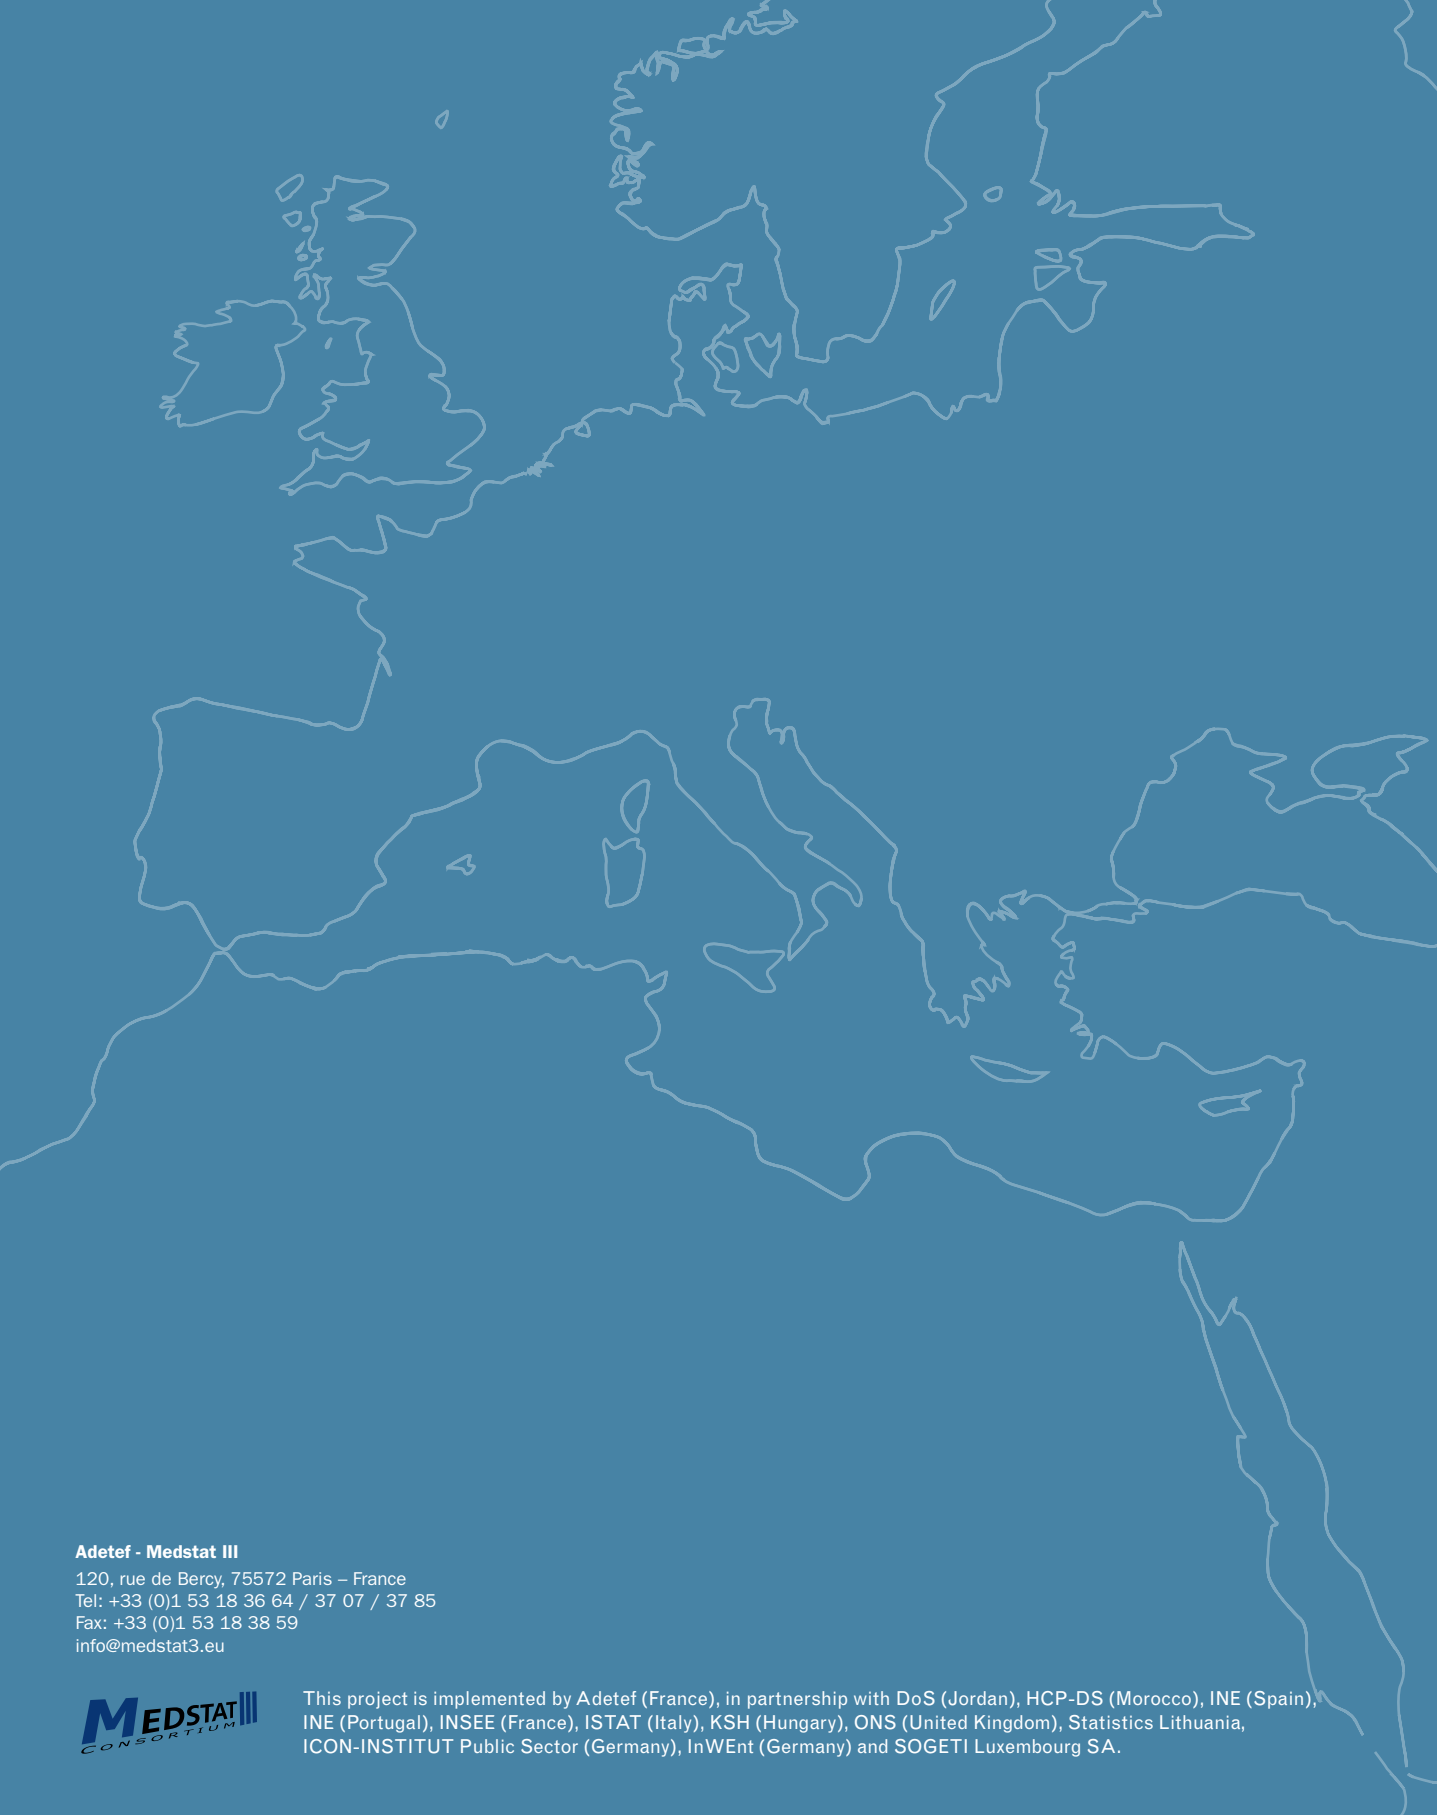 Adetef - Medstat III
120, rue de Bercy, 75572 Paris – France
Tel: +33 (0)1 53 18 36 64 / 37 07 / 37 85
Fax: +33 (0)1 53 18 38 59
info@medstat3.eu
MEDSTAT III
CONSORTIUM
This project is implemented by Adetef (France), in partnership with DoS (Jordan), HCP-DS (Morocco), INE (Spain),
INE (Portugal), INSEE (France), ISTAT (Italy), KSH (Hungary), ONS (United Kingdom), Statistics Lithuania,
ICON-INSTITUT Public Sector (Germany), InWEnt (Germany) and SOGETI Luxembourg SA.